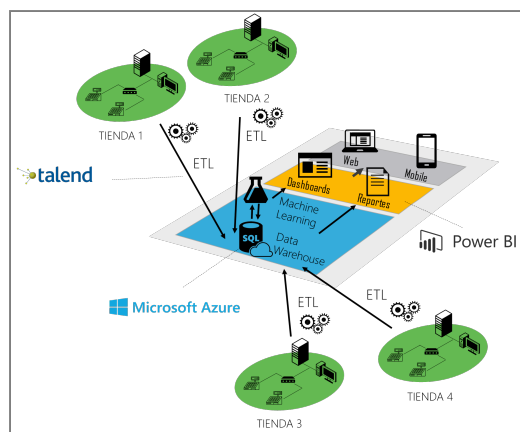 TIENDA 1
TIENDA 2
ETL
ETL
talend
Web
Mobile
Dashboards
Reportes
Machine
Learning
SQL
Data
Warehouse
Power BI
Microsoft Azure
ETL
ETL
TIENDA 3
TIENDA 4